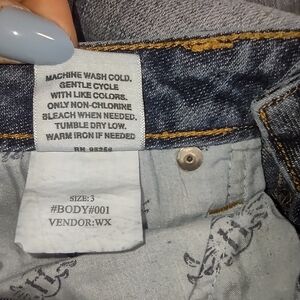 MACHINE WASH COLD.
GENTLE CYCLE
WITH LIKE COLORS.
ONLY NON-CHLORINE
BLEACH WHEN NEEDED.
TUMBLE DRY LOW.
WARM IRON IF NEEDED
SIZE:3
#BODY#001
VENDOR:WX